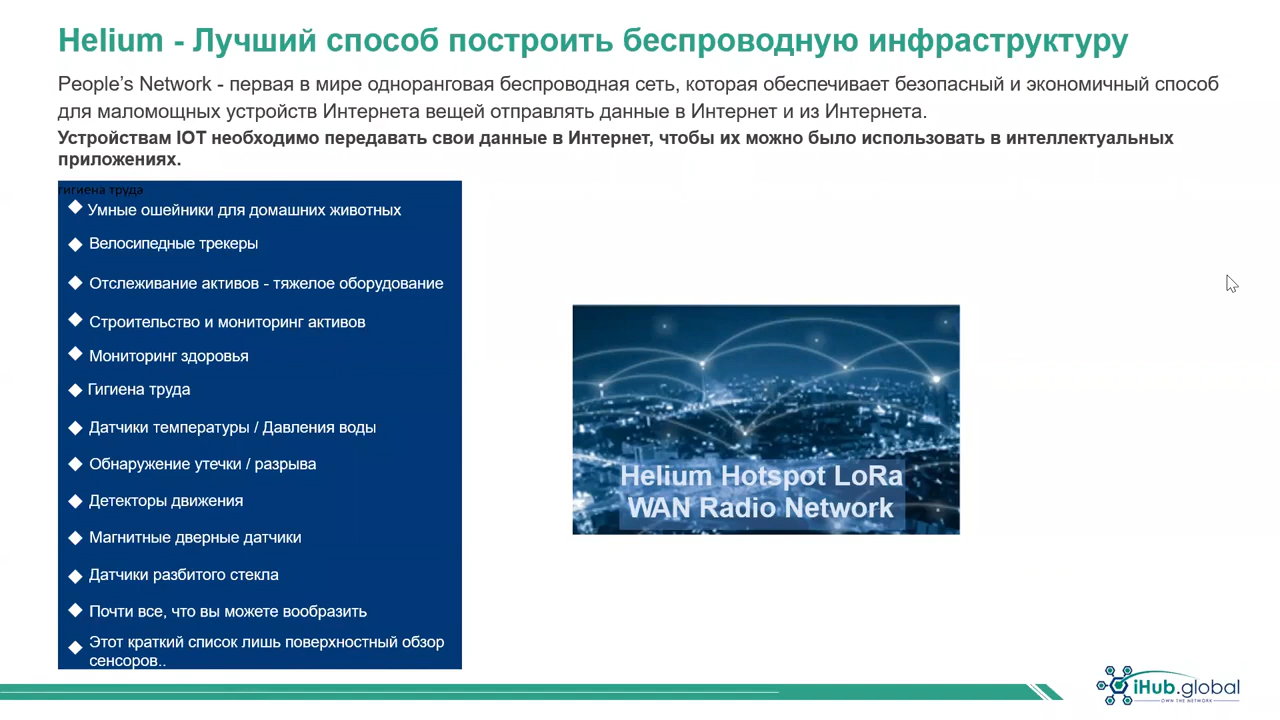 Helium - Лучший способ построить беспроводную инфраструктуру
People’s Network - первая в мире одноранговая беспроводная сеть, которая обеспечивает безопасный и экономичный способ
для маломощных устройств Интернета вещей отправлять данные в Интернет и из Интернета.
Устройствам IOT необходимо передавать свои данные в Интернет, чтобы их можно было использовать в интеллектуальных
приложениях.
гигиена труда
Умные ошейники для домашних животных
Велосипедные трекеры
Отслеживание активов - тяжелое оборудование
Строительство и мониторинг активов
Мониторинг здоровья
Гигиена труда
Датчики температуры / Давления воды
Обнаружение утечки / разрыва
Детекторы движения
Магнитные дверные датчики
Датчики разбитого стекла
Почти все, что вы можете вообразить
Этот краткий список лишь поверхностный обзор
сенсоров..
Helium Hotspot LoRa
WAN Radio Network
iHub.global
OWN THE NETWORK